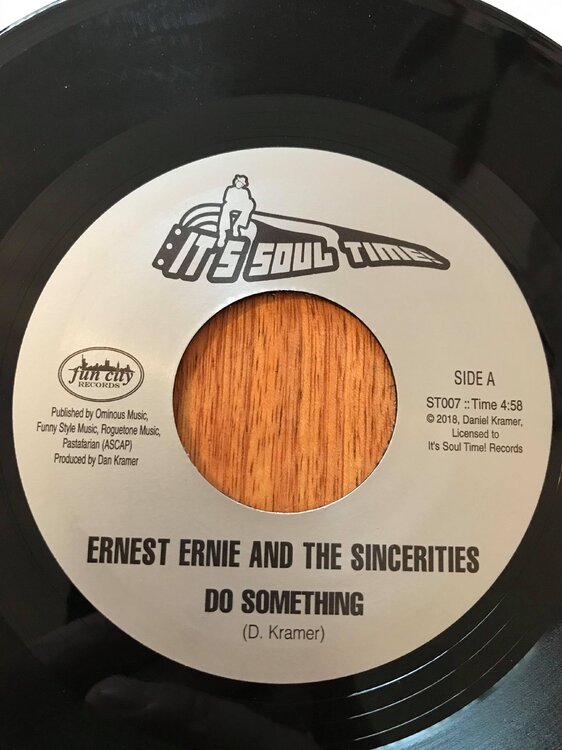 IT'S SOUL TIME!
fun city
RECORDS
Published by Ominous Music,
Funny Style Music, Roguetone Music,
Pastafarian (ASCAP)
Produced by Dan Kramer
SIDE A
ST007 :: Time 4:58
© 2018, Daniel Kramer,
Licensed to
It's Soul Time! Records
ERNEST ERNIE AND THE SINCERITIES
DO SOMETHING
(D. Kramer)